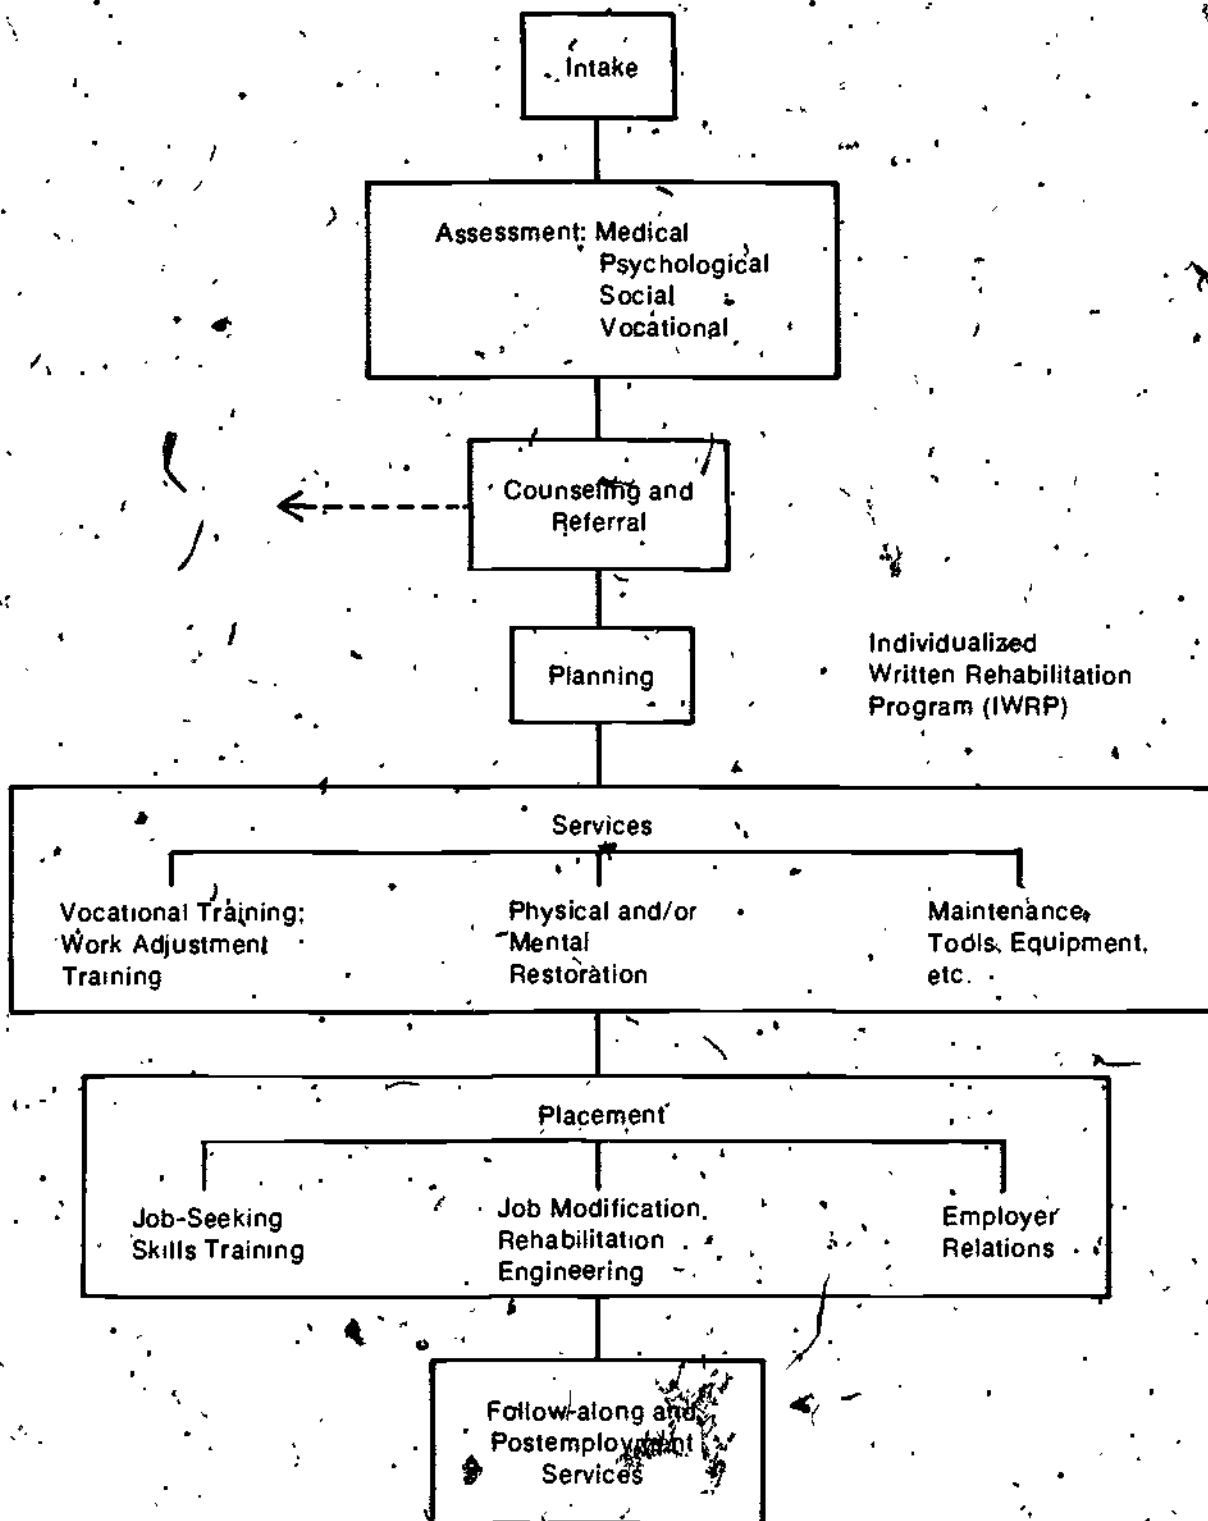 Intake
Assessment: Medical
Psychological
Social
Vocational
Counseling and
Referral
Planning
Individualized
Written Rehabilitation
Program (IWRP)
Services
Vocational Training;
Work Adjustment
Training
Physical and/or
Mental
Restoration
Maintenance,
Tools, Equipment,
etc.
Placement
Job-Seeking
Skills Training
Job Modification,
Rehabilitation
Engineering
Employer
Relations
Follow-along and
Postemployment
Services